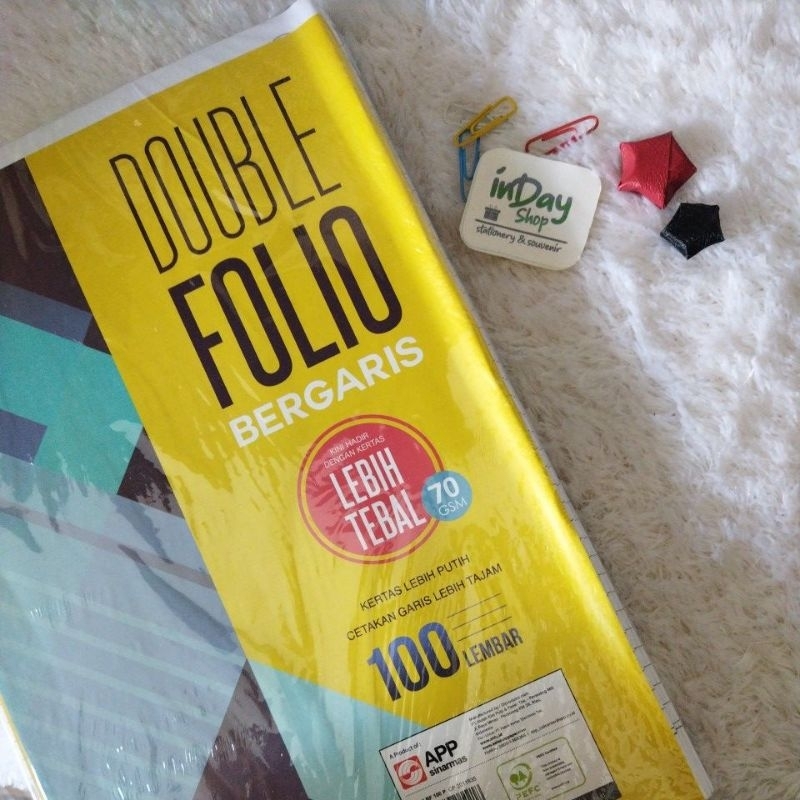 DOUBLE
FOLIO
BERGARIS
KINI HADIR
DENGAN KERTAS
LEBIH
TEBAL
70
GSM
KERTAS LEBIH PUTIH
CETAKAN GARIS LEBIH TAJAM
100 LEMBAR
A Product of:
APP
sinarmas
PEFC
inDay
Shop
stationery & souvenir